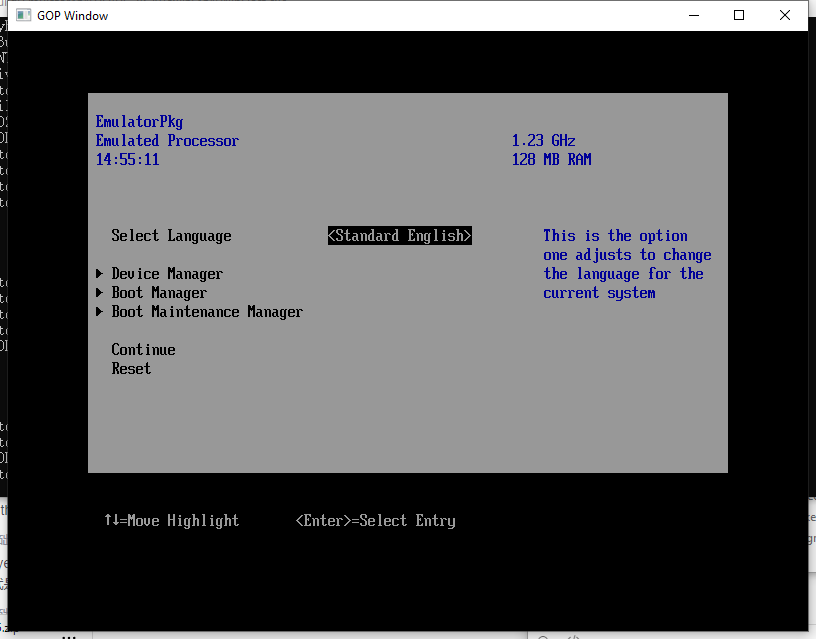 GOP Window
EmulatorPkg
Emulated Processor 1.23 GHz
14:55:11 128 MB RAM
Select Language <Standard English> This is the option
one adjusts to change
Device Manager the language for the
Boot Manager current system
Boot Maintenance Manager
Continue
Reset
↑↓=Move Highlight <Enter>=Select Entry